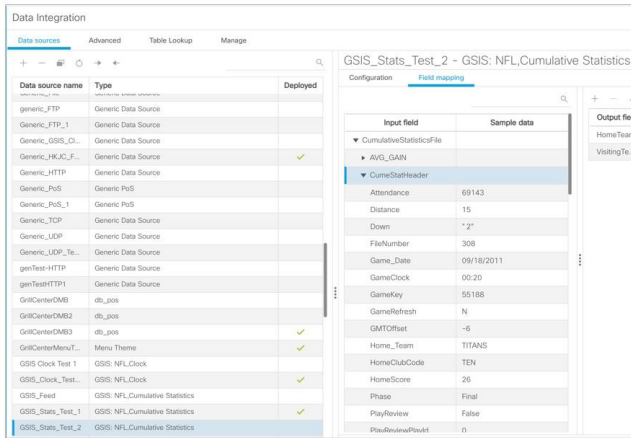 Data Integration
Data sources Advanced Table Lookup Manage
GSIS_Stats_Test_2 - GSIS: NFL,Cumulative Statistics
Configuration Field mapping
Data source name Type Deployed
generic_FTP Generic Data Source
Generic_FTP_1 Generic Data Source
Generic_GSIS_Cl... Generic Data Source
Generic_HKJC_F... Generic Data Source
Generic_HTTP Generic Data Source
Generic_PoS Generic PoS
Generic_PoS_1 Generic PoS
Generic_TCP Generic Data Source
Generic_UDP Generic Data Source
Generic_UDP_Te... Generic Data Source
genTest-HTTP Generic Data Source
genTestHTTP1 Generic Data Source
GrillCenterDMB db_pos
GrillCenterDMB2 db_pos
GrillCenterDMB3 db_pos
GrillCenterMenuT... Menu Theme
GSIS Clock Test 1 GSIS: NFL,Clock
GSIS_Clock_Test... GSIS: NFL,Clock
GSIS_Feed GSIS: NFL,Cumulative Statistics
GSIS_Stats_Test_1 GSIS: NFL,Cumulative Statistics
GSIS_Stats_Test_2 GSIS: NFL,Cumulative Statistics
Input field Sample data
CumulativeStatisticsFile
AVG_GAIN
CumeStatHeader
Attendance 69143
Distance 15
Down " 2"
FileNumber 308
Game_Date 09/18/2011
GameClock 00:20
GameKey 55188
GameRefresh N
GMTOffset -6
Home_Team TITANS
HomeClubCode TEN
HomeScore 26
Phase Final
PlayReview False
PlayReviewPlayId 0
Output fie
HomeTear
VisitingTe.